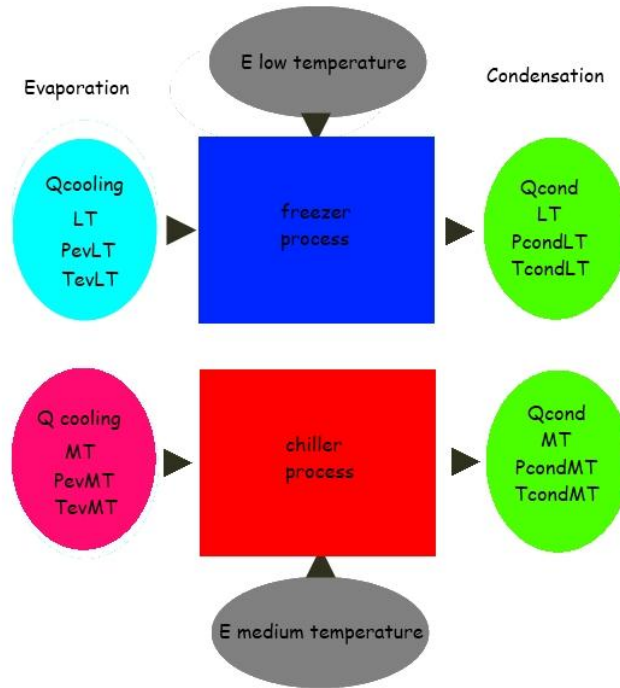 E low temperature
Evaporation
Condensation
Qcooling
LT
PevLT
TevLT
freezer
process
Qcond
LT
PcondLT
TcondLT
Q cooling
MT
PevMT
TevMT
chiller
process
Qcond
MT
PcondMT
TcondMT
E medium temperature